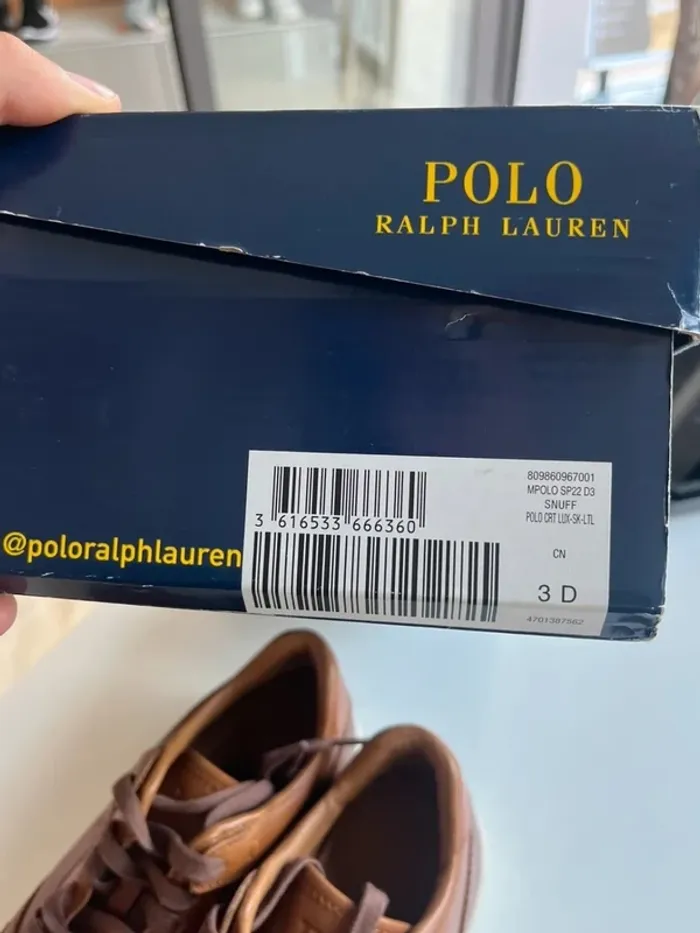 POLO
RALPH LAUREN
809860967001
MPOLO SP22 D3
SNUFF
POLO CRT LUX-SK-LTL
3 616533 666360
@poloralphlauren
CN
3 D
4701387562